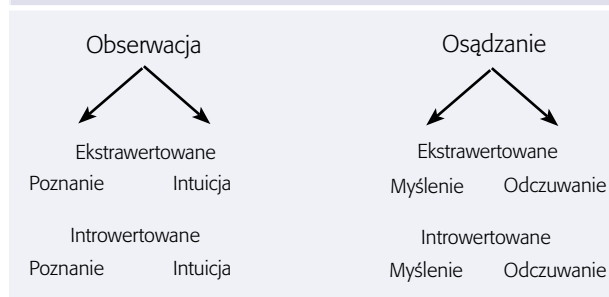 Obserwacja
Ekstrawertowane
Poznanie Intuicja
Introwertowane
Poznanie Intuicja
Osądzanie
Ekstrawertowane
Myślenie Odczuwanie
Introwertowane
Myślenie Odczuwanie